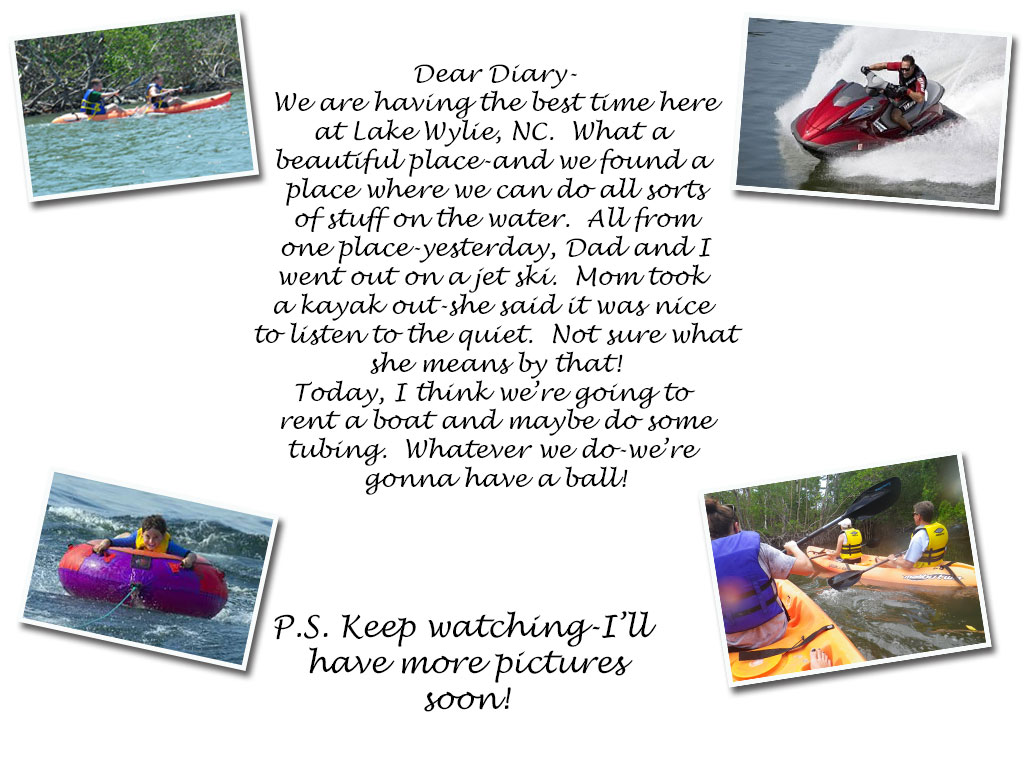 Dear Diary-
We are having the best time here
at Lake Wylie, NC. What a
beautiful place-and we found a
place where we can do all sorts
of stuff on the water. All from
one place-yesterday, Dad and I
went out on a jet ski. Mom took
a kayak out-she said it was nice
to listen to the quiet. Not sure what
she means by that!
Today, I think we're going to
rent a boat and maybe do some
tubing. Whatever we do-we're
gonna have a ball!
P.S. Keep watching-I'll
have more pictures
soon!